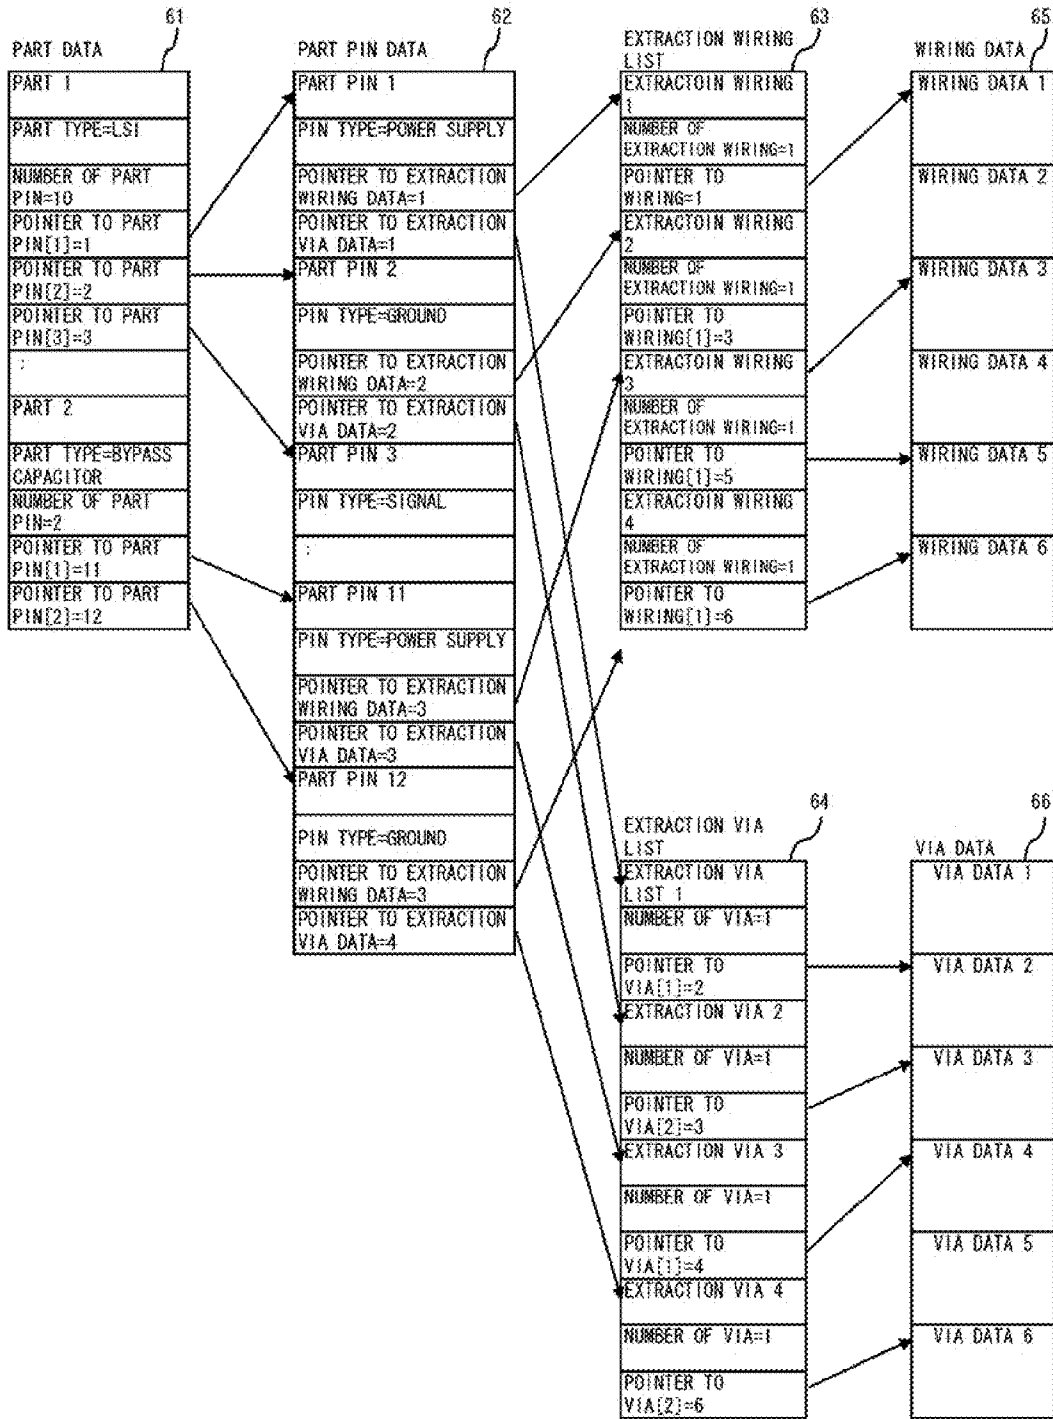 61
PART DATA
PART 1
PART TYPE=LSI
NUMBER OF PART
PIN=10
POINTER TO PART
PIN[1]=1
POINTER TO PART
PIN[2]=2
POINTER TO PART
PIN[3]=3
:
PART 2
PART TYPE=BYPASS
CAPACITOR
NUMBER OF PART
PIN=2
POINTER TO PART
PIN[1]=11
POINTER TO PART
PIN[2]=12
62
PART PIN DATA
PART PIN 1
PIN TYPE=POWER SUPPLY
POINTER TO EXTRACTION
WIRING DATA=1
POINTER TO EXTRACTION
VIA DATA=1
PART PIN 2
PIN TYPE=GROUND
POINTER TO EXTRACTION
WIRING DATA=2
POINTER TO EXTRACTION
VIA DATA=2
PART PIN 3
PIN TYPE=SIGNAL
:
PART PIN 11
PIN TYPE=POWER SUPPLY
POINTER TO EXTRACTION
WIRING DATA=3
POINTER TO EXTRACTION
VIA DATA=3
PART PIN 12
PIN TYPE=GROUND
POINTER TO EXTRACTION
WIRING DATA=3
POINTER TO EXTRACTION
VIA DATA=4
63
EXTRACTION WIRING
LIST
EXTRACTOIN WIRING
1
NUMBER OF
EXTRACTION WIRING=1
POINTER TO
WIRING=1
EXTRACTOIN WIRING
2
NUMBER OF
EXTRACTION WIRING=1
POINTER TO
WIRING[1]=3
EXTRACTOIN WIRING
3
NUMBER OF
EXTRACTION WIRING=1
POINTER TO
WIRING[1]=5
EXTRACTOIN WIRING
4
NUMBER OF
EXTRACTION WIRING=1
POINTER TO
WIRING[1]=6
65
WIRING DATA
WIRING DATA 1
WIRING DATA 2
WIRING DATA 3
WIRING DATA 4
WIRING DATA 5
WIRING DATA 6
64
EXTRACTION VIA
LIST
EXTRACTION VIA
LIST 1
NUMBER OF VIA=1
POINTER TO
VIA[1]=2
EXTRACTION VIA 2
NUMBER OF VIA=1
POINTER TO
VIA[2]=3
EXTRACTION VIA 3
NUMBER OF VIA=1
POINTER TO
VIA[1]=4
EXTRACTION VIA 4
NUMBER OF VIA=1
POINTER TO
VIA[2]=6
66
VIA DATA
VIA DATA 1
VIA DATA 2
VIA DATA 3
VIA DATA 4
VIA DATA 5
VIA DATA 6